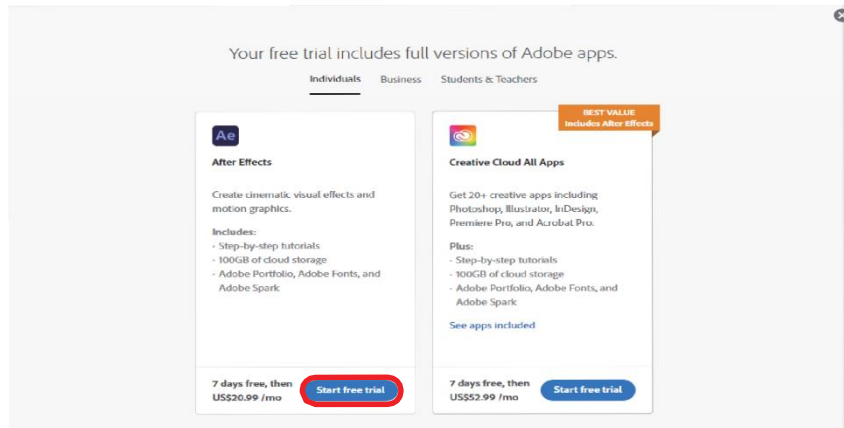 Your free trial includes full versions of Adobe apps.
Individuals Business Students & Teachers
Ae
After Effects
Create cinematic visual effects and
motion graphics.
Includes:
- Step-by-step tutorials
- 100GB of cloud storage
- Adobe Portfolio, Adobe Fonts, and
Adobe Spark
7 days free, then
US$20.99 /mo
Start free trial
BEST VALUE
Includes After Effects
Creative Cloud All Apps
Get 20+ creative apps including
Photoshop, Illustrator, InDesign,
Premiere Pro, and Acrobat Pro.
Plus:
- Step-by-step tutorials
- 100GB of cloud storage
- Adobe Portfolio, Adobe Fonts, and
Adobe Spark
See apps included
7 days free, then
US$52.99 /mo
Start free trial